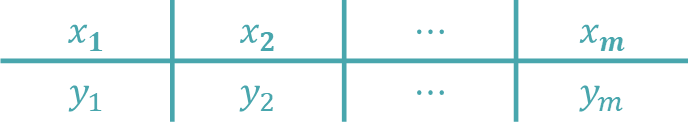 x₁ x₂ ⋯ xₘ
y₁ y₂ ⋯ yₘ